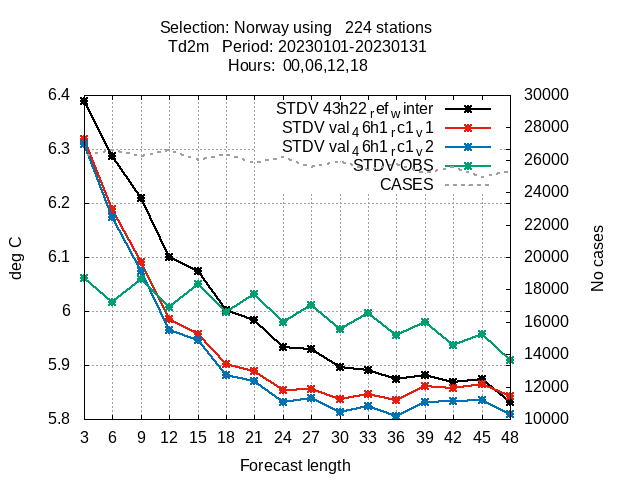 Selection: Norway using   224 stations
Td2m   Period: 20230101-20230131
Hours:  00,06,12,18
STDV 43h22refwinter
STDV val46h1rc1v1
STDV val46h1rc1v2
STDV OBS
CASES
deg C
6.4
6.3
6.2
6.1
6
5.9
5.8
30000
28000
26000
24000
22000
20000
18000
16000
14000
12000
10000
No cases
3 6 9 12 15 18 21 24 27 30 33 36 39 42 45 48
Forecast length